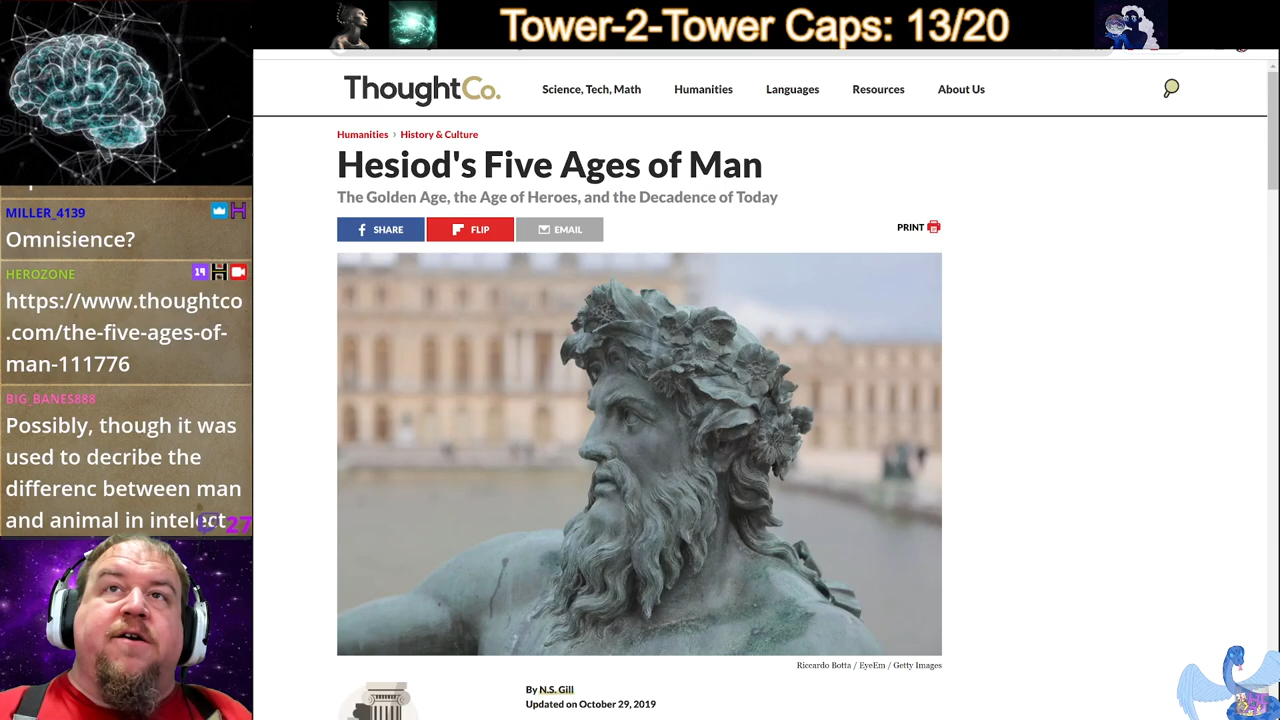 Tower-2-Tower Caps: 13/20
MILLER_4139
Omnisience?
HEROZONE
19
https://www.thoughtco
.com/the-five-ages-of-
man-111776
BIG_BANES888
Possibly, though it was
used to decribe the
differenc between man
and animal in intelect
27
ThoughtCo.
Science, Tech, Math
Humanities
Languages
Resources
About Us
Humanities › History & Culture
Hesiod's Five Ages of Man
The Golden Age, the Age of Heroes, and the Decadence of Today
SHARE
FLIP
EMAIL
PRINT
Riccardo Botta / EyeEm / Getty Images
By N.S. Gill
Updated on October 29, 2019